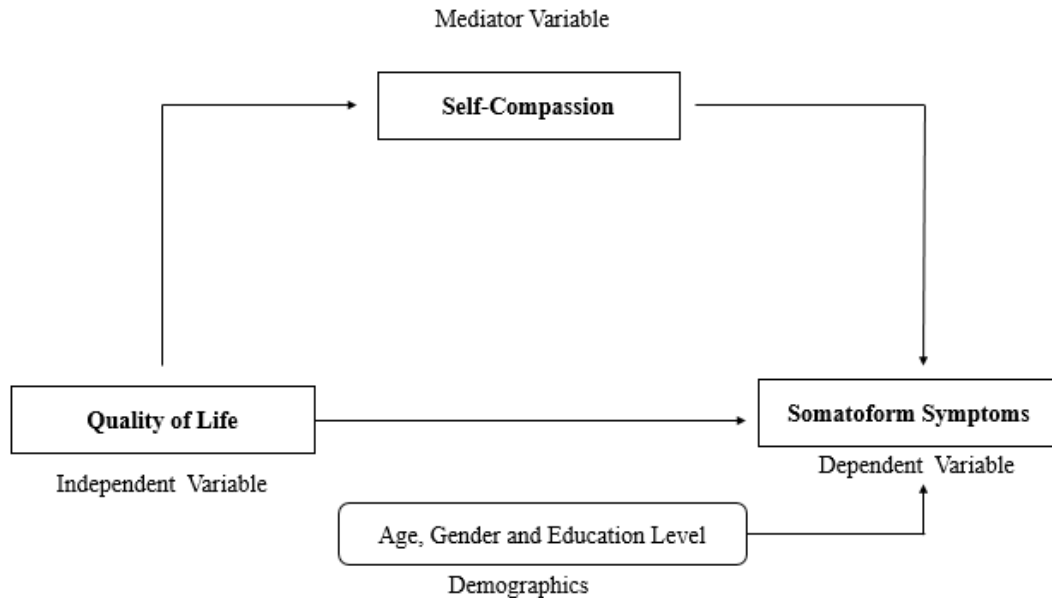 Mediator Variable
Self-Compassion
Quality of Life
Somatoform Symptoms
Independent Variable
Dependent Variable
Age, Gender and Education Level
Demographics